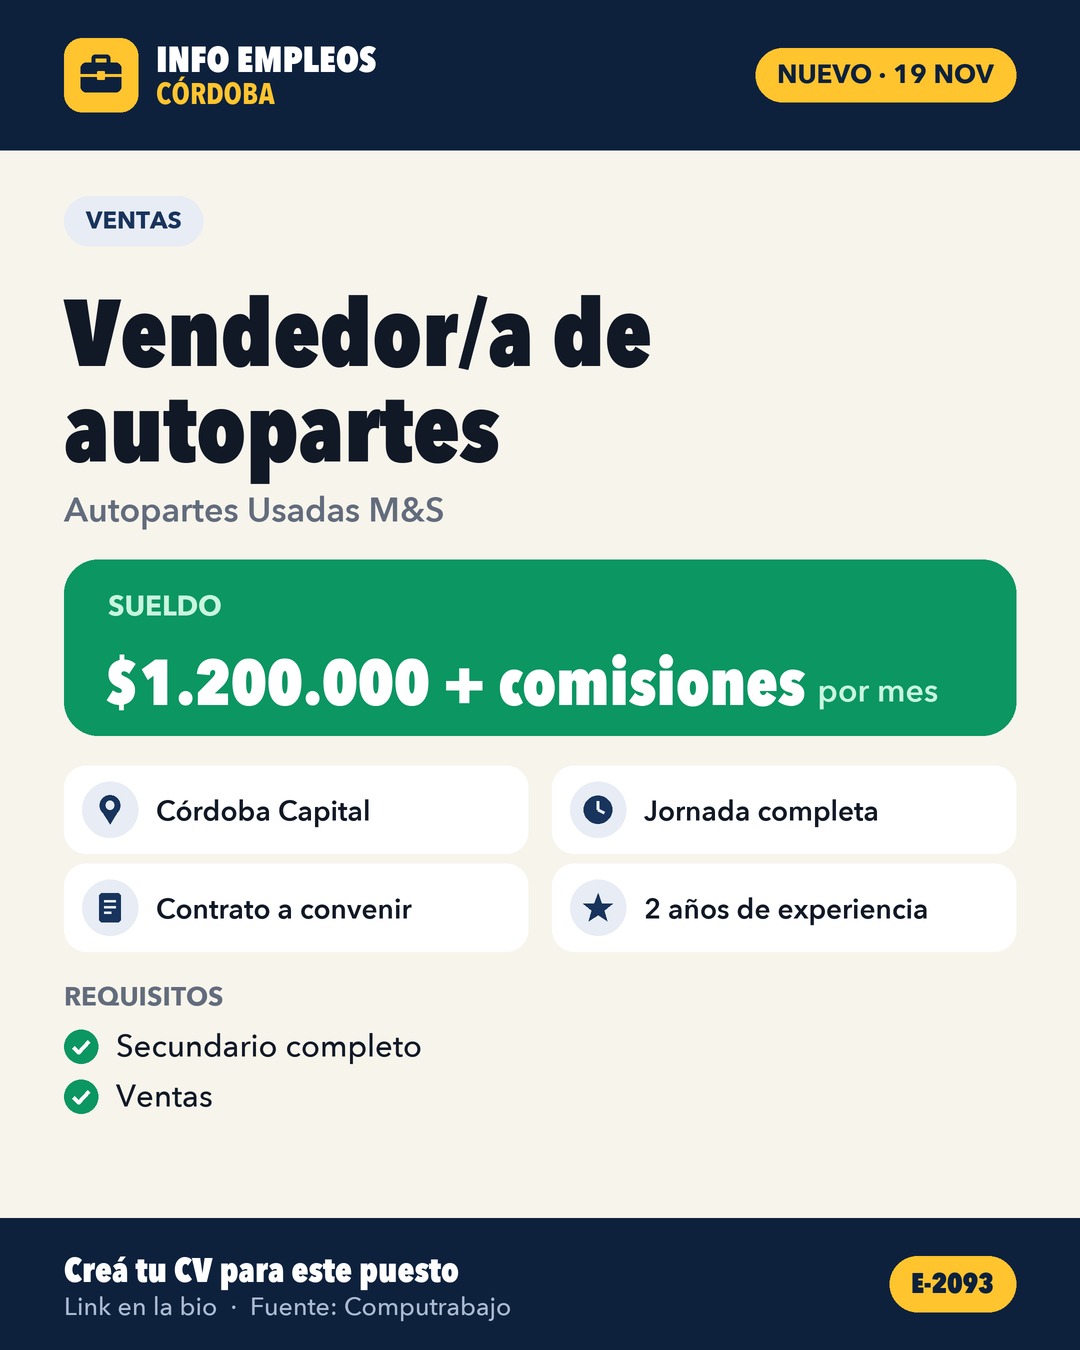 INFO EMPLEOS
CÓRDOBA
NUEVO · 19 NOV
VENTAS
Vendedor/a de
autopartes
Autopartes Usadas M&S
SUELDO
$1.200.000 + comisiones por mes
Córdoba Capital
Jornada completa
Contrato a convenir
2 años de experiencia
REQUISITOS
Secundario completo
Ventas
Creá tu CV para este puesto
Link en la bio · Fuente: Computrabajo
E-2093